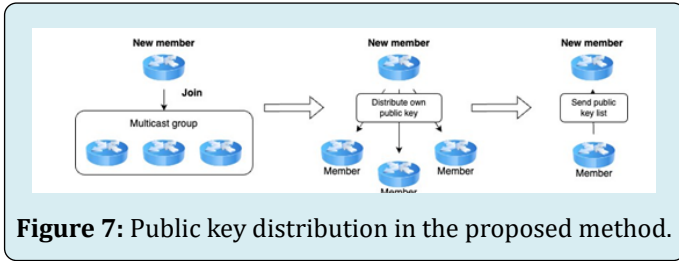 New member
Join
Multicast group
New member
Distribute own
public key
Member
Member
Member
New member
Send public
key list
Member
Figure 7: Public key distribution in the proposed method.